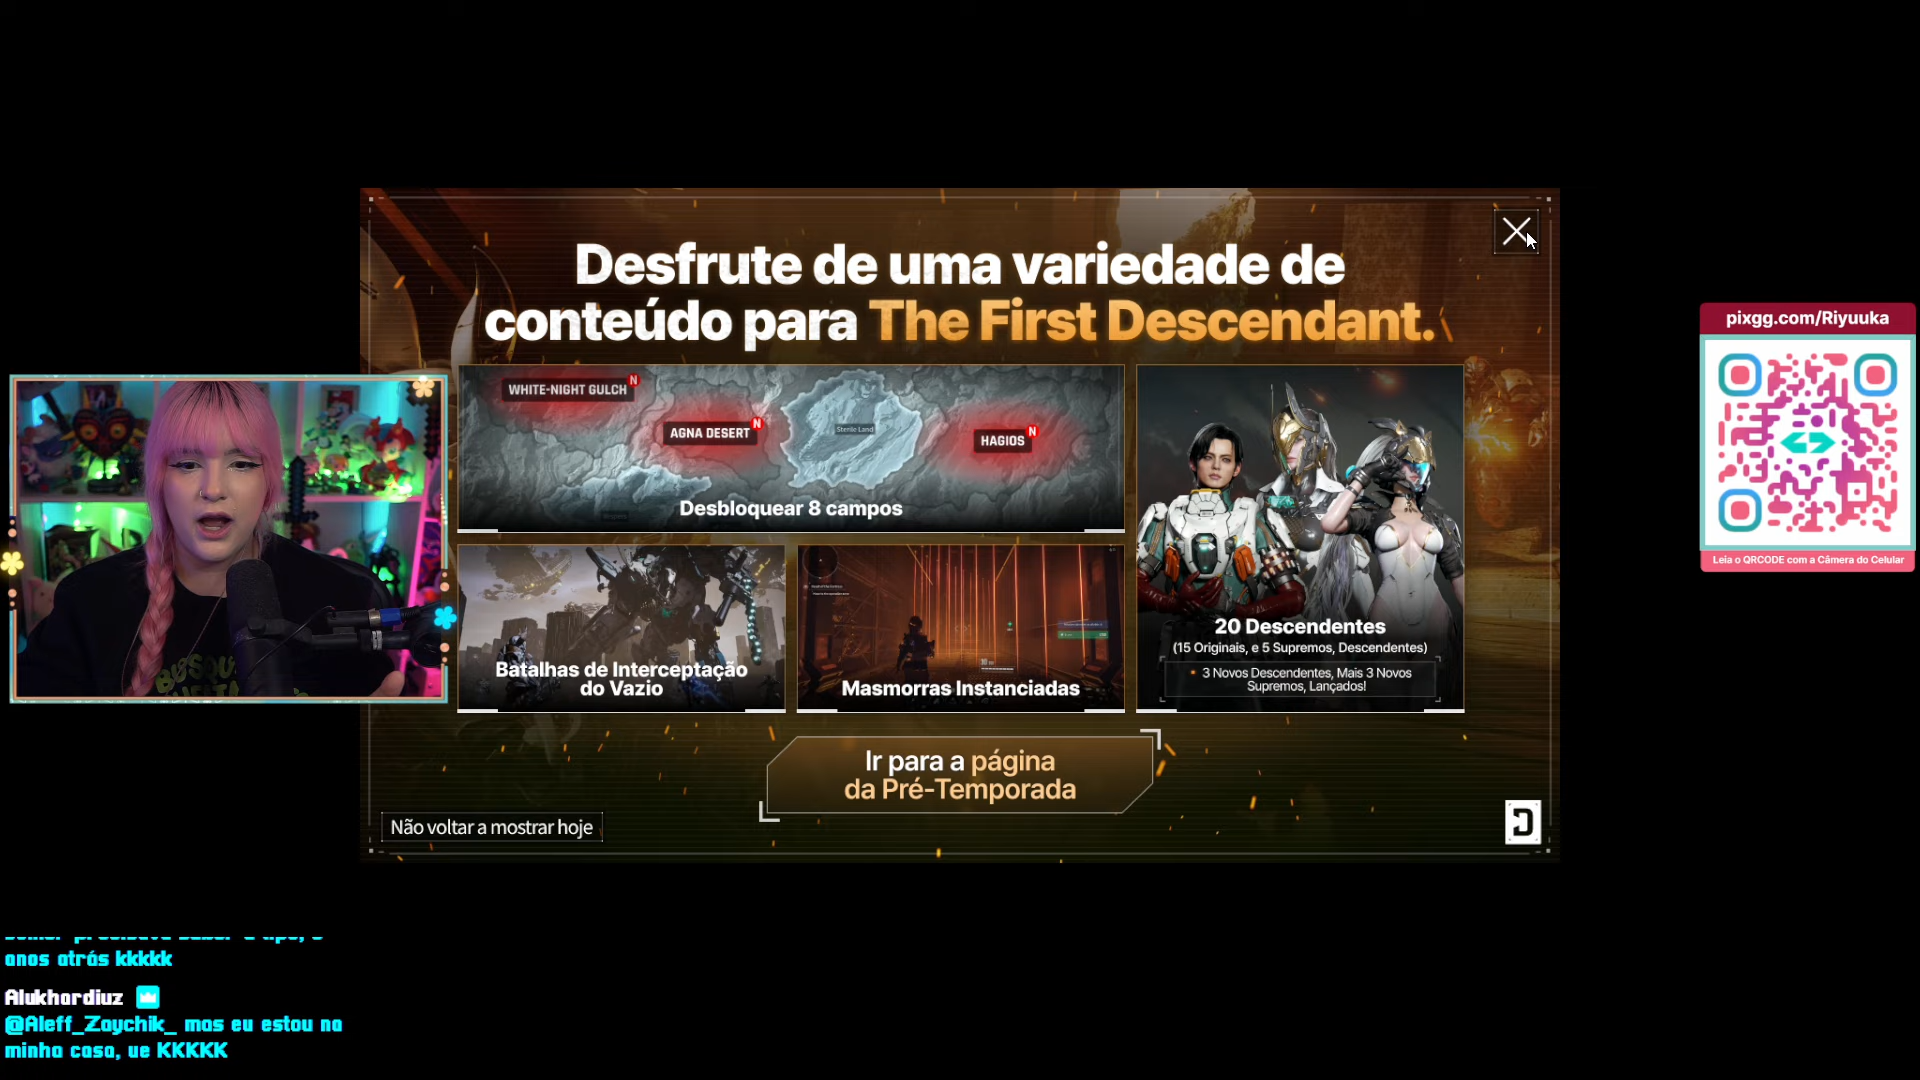 Desfrute de uma variedade de
conteúdo para The First Descendant.
WHITE-NIGHT GULCH
N
AGNA DESERT
N
Sterile Land
HAGIOS
N
Desbloquear 8 campos
Batalhas de Interceptação
do Vazio
Masmorras Instanciadas
20 Descendentes
(15 Originais, e 5 Supremos, Descendentes)
3 Novos Descendentes, Mais 3 Novos
Supremos, Lançados!
Ir para a página
da Pré-Temporada
Não voltar a mostrar hoje
pixgg.com/Riyuuka
Leia o QRCODE com a Câmera do Celular
anos atrás kkkkk
Alukhardiuz
@Aleff_Zaychik_ mas eu estou na
minha casa, ue KKKKK